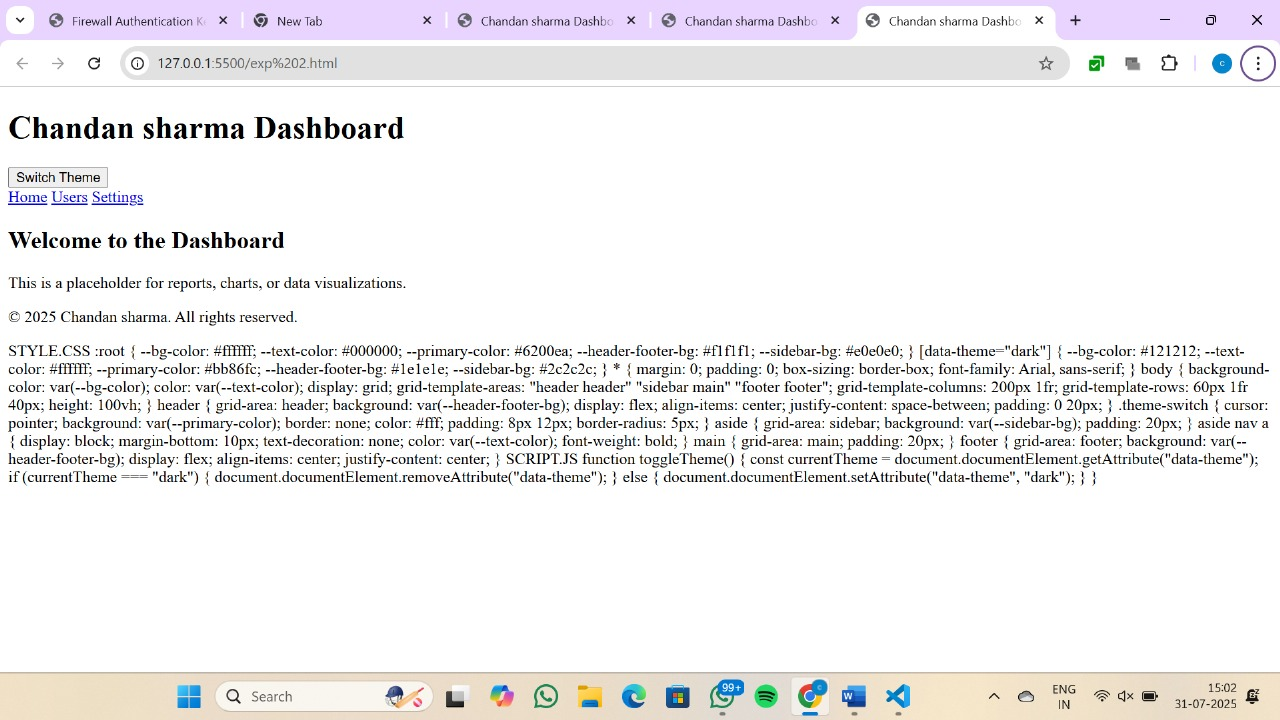 Firewall Authentication K
New Tab
Chandan sharma Dashbo
Chandan sharma Dashbo
Chandan sharma Dashbo
127.0.0.1:5500/exp%202.html
c
Chandan sharma Dashboard
Switch Theme
Home Users Settings
Welcome to the Dashboard
This is a placeholder for reports, charts, or data visualizations.
© 2025 Chandan sharma. All rights reserved.
STYLE.CSS :root { --bg-color: #ffffff; --text-color: #000000; --primary-color: #6200ea; --header-footer-bg: #f1f1f1; --sidebar-bg: #e0e0e0; } [data-theme="dark"] { --bg-color: #121212; --text-
color: #ffffff; --primary-color: #bb86fc; --header-footer-bg: #1e1e1e; --sidebar-bg: #2c2c2c; } * { margin: 0; padding: 0; box-sizing: border-box; font-family: Arial, sans-serif; } body { background-
color: var(--bg-color); color: var(--text-color); display: grid; grid-template-areas: "header header" "sidebar main" "footer footer"; grid-template-columns: 200px 1fr; grid-template-rows: 60px 1fr
40px; height: 100vh; } header { grid-area: header; background: var(--header-footer-bg); display: flex; align-items: center; justify-content: space-between; padding: 0 20px; } .theme-switch { cursor:
pointer; background: var(--primary-color); border: none; color: #fff; padding: 8px 12px; border-radius: 5px; } aside { grid-area: sidebar; background: var(--sidebar-bg); padding: 20px; } aside nav a
{ display: block; margin-bottom: 10px; text-decoration: none; color: var(--text-color); font-weight: bold; } main { grid-area: main; padding: 20px; } footer { grid-area: footer; background: var(--
header-footer-bg); display: flex; align-items: center; justify-content: center; } SCRIPT.JS function toggleTheme() { const currentTheme = document.documentElement.getAttribute("data-theme");
if (currentTheme === "dark") { document.documentElement.removeAttribute("data-theme"); } else { document.documentElement.setAttribute("data-theme", "dark"); } }
Search
99+
ENG
IN
15:02
31-07-2025